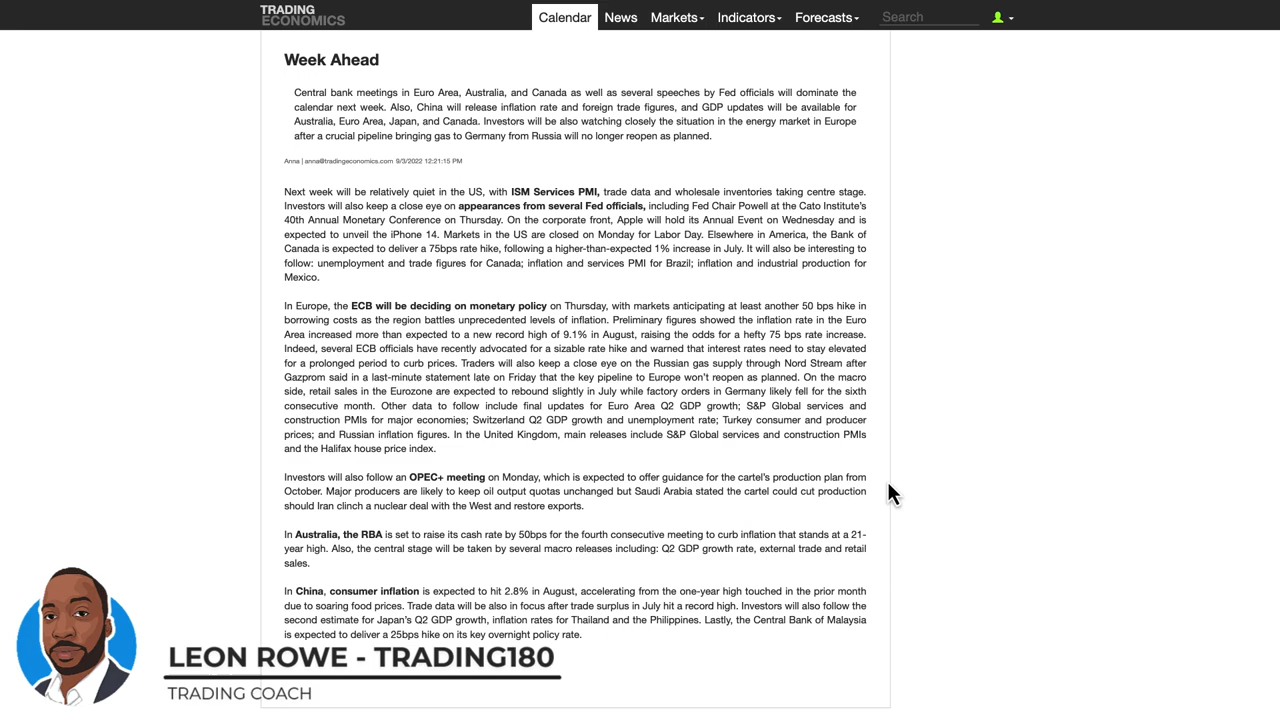 TRADING
ECONOMICS
Calendar
News
Markets
Indicators
Forecasts
Search
Week Ahead
Central bank meetings in Euro Area, Australia, and Canada as well as several speeches by Fed officials will dominate the
calendar next week. Also, China will release inflation rate and foreign trade figures, and GDP updates will be available for
Australia, Euro Area, Japan, and Canada. Investors will be also watching closely the situation in the energy market in Europe
after a crucial pipeline bringing gas to Germany from Russia will no longer reopen as planned.
Anna | anna@tradingeconomics.com 9/3/2022 12:21:15 PM
Next week will be relatively quiet in the US, with ISM Services PMI, trade data and wholesale inventories taking centre stage.
Investors will also keep a close eye on appearances from several Fed officials, including Fed Chair Powell at the Cato Institute's
40th Annual Monetary Conference on Thursday. On the corporate front, Apple will hold its Annual Event on Wednesday and is
expected to unveil the iPhone 14. Markets in the US are closed on Monday for Labor Day. Elsewhere in America, the Bank of
Canada is expected to deliver a 75bps rate hike, following a higher-than-expected 1% increase in July. It will also be interesting to
follow: unemployment and trade figures for Canada; inflation and services PMI for Brazil; inflation and industrial production for
Mexico.
In Europe, the ECB will be deciding on monetary policy on Thursday, with markets anticipating at least another 50 bps hike in
borrowing costs as the region battles unprecedented levels of inflation. Preliminary figures showed the inflation rate in the Euro
Area increased more than expected to a new record high of 9.1% in August, raising the odds for a hefty 75 bps rate increase.
Indeed, several ECB officials have recently advocated for a sizable rate hike and warned that interest rates need to stay elevated
for a prolonged period to curb prices. Traders will also keep a close eye on the Russian gas supply through Nord Stream after
Gazprom said in a last-minute statement late on Friday that the key pipeline to Europe won't reopen as planned. On the macro
side, retail sales in the Eurozone are expected to rebound slightly in July while factory orders in Germany likely fell for the sixth
consecutive month. Other data to follow include final updates for Euro Area Q2 GDP growth; S&P Global services and
construction PMIs for major economies; Switzerland Q2 GDP growth and unemployment rate; Turkey consumer and producer
prices; and Russian inflation figures. In the United Kingdom, main releases include S&P Global services and construction PMIs
and the Halifax house price index.
Investors will also follow an OPEC+ meeting on Monday, which is expected to offer guidance for the cartel's production plan from
October. Major producers are likely to keep oil output quotas unchanged but Saudi Arabia stated the cartel could cut production
should Iran clinch a nuclear deal with the West and restore exports.
In Australia, the RBA is set to raise its cash rate by 50bps for the fourth consecutive meeting to curb inflation that stands at a 21-
year high. Also, the central stage will be taken by several macro releases including: Q2 GDP growth rate, external trade and retail
sales.
In China, consumer inflation is expected to hit 2.8% in August, accelerating from the one-year high touched in the prior month
due to soaring food prices. Trade data will be also in focus after trade surplus in July hit a record high. Investors will also follow the
second estimate for Japan's Q2 GDP growth, inflation rates for Thailand and the Philippines. Lastly, the Central Bank of Malaysia
is expected to deliver a 25bps hike on its key overnight policy rate.
LEON ROWE - TRADING180
TRADING COACH